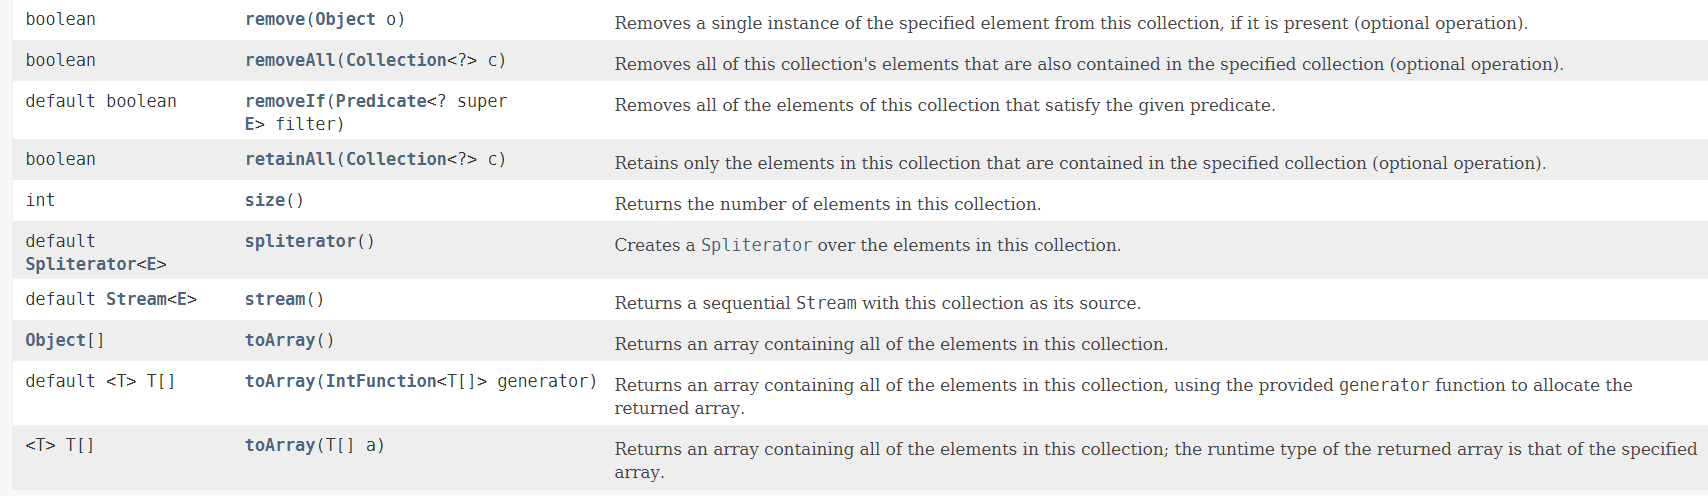 boolean remove(Object o) Removes a single instance of the specified element from this collection, if it is present (optional operation).
boolean removeAll(Collection<?> c) Removes all of this collection's elements that are also contained in the specified collection (optional operation).
default boolean removeIf(Predicate<? super Removes all of the elements of this collection that satisfy the given predicate.
E> filter)
boolean retainAll(Collection<?> c) Retains only the elements in this collection that are contained in the specified collection (optional operation).
int size() Returns the number of elements in this collection.
default spliterator() Creates a Spliterator over the elements in this collection.
Spliterator<E>
default Stream<E> stream() Returns a sequential Stream with this collection as its source.
Object[] toArray() Returns an array containing all of the elements in this collection.
default <T> T[] toArray(IntFunction<T[]> generator) Returns an array containing all of the elements in this collection, using the provided generator function to allocate the
returned array.
<T> T[] toArray(T[] a) Returns an array containing all of the elements in this collection; the runtime type of the returned array is that of the specified
array.